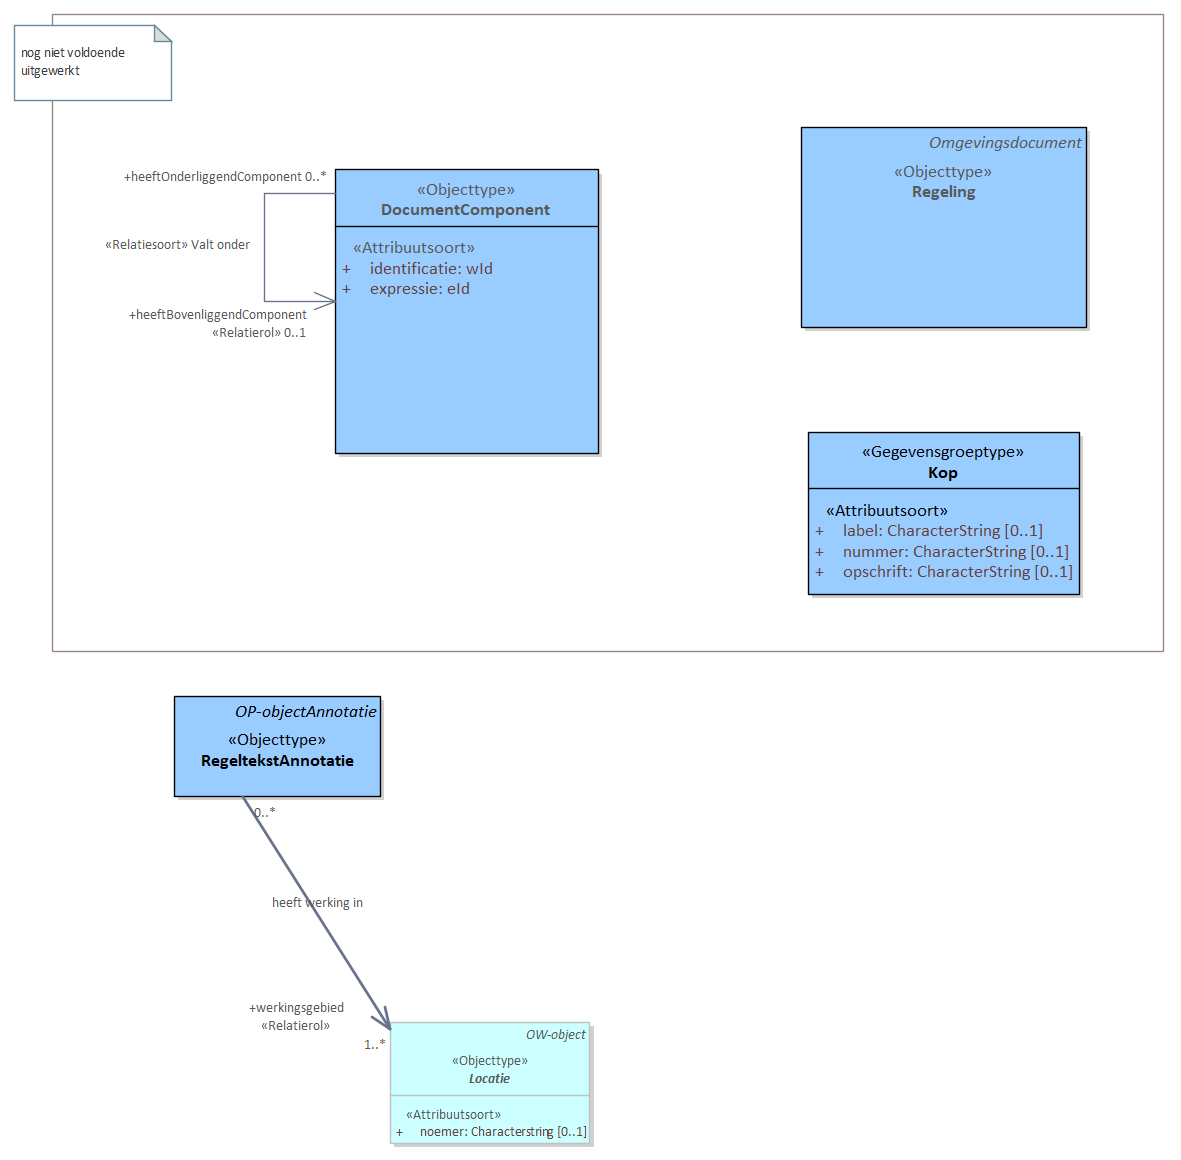 nog niet voldoende
uitgewerkt
Omgevingsdocument
«Objecttype»
Regeling
+heeftOnderliggendComponent 0..*
«Objecttype»
DocumentComponent
«Relatiesoort» Valt onder
«Attribuutsoort»
+ identificatie: wId
+ expressie: eId
+heeftBovenliggendComponent
«Relatierol» 0..1
«Gegevensgroeptype»
Kop
«Attribuutsoort»
+ label: CharacterString [0..1]
+ nummer: CharacterString [0..1]
+ opschrift: CharacterString [0..1]
OP-objectAnnotatie
«Objecttype»
RegeltekstAnnotatie
0..*
heeft werking in
+werkingsgebied
«Relatierol»
1..*
OW-object
«Objecttype»
Locatie
«Attribuutsoort»
+ noemer: Characterstring [0..1]